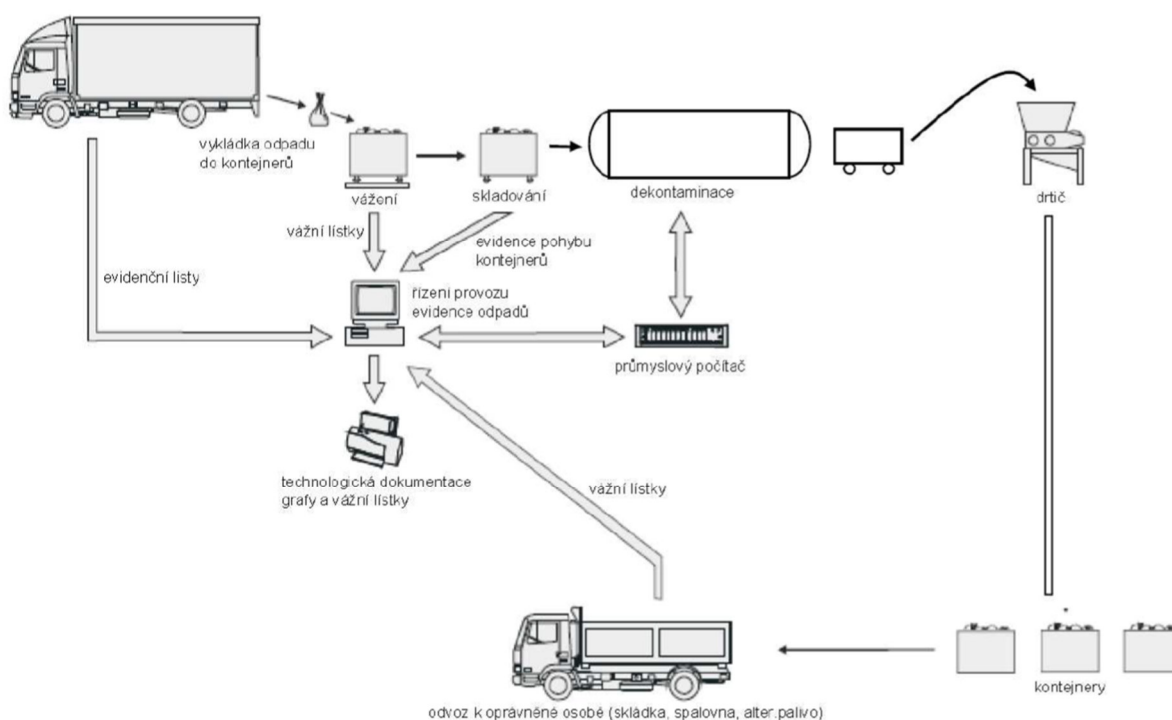 vykládka odpadu
do kontejnerů
vážení
skladování
dekontaminace
drtič
vážní lístky
evidence pohybu
kontejnerů
evidenční listy
řízení provozu
evidence odpadů
průmyslový počítač
technologická dokumentace
grafy a vážní lístky
vážní lístky
kontejnery
odvoz k oprávněné osobě (skládka, spalovna, alter.palivo)